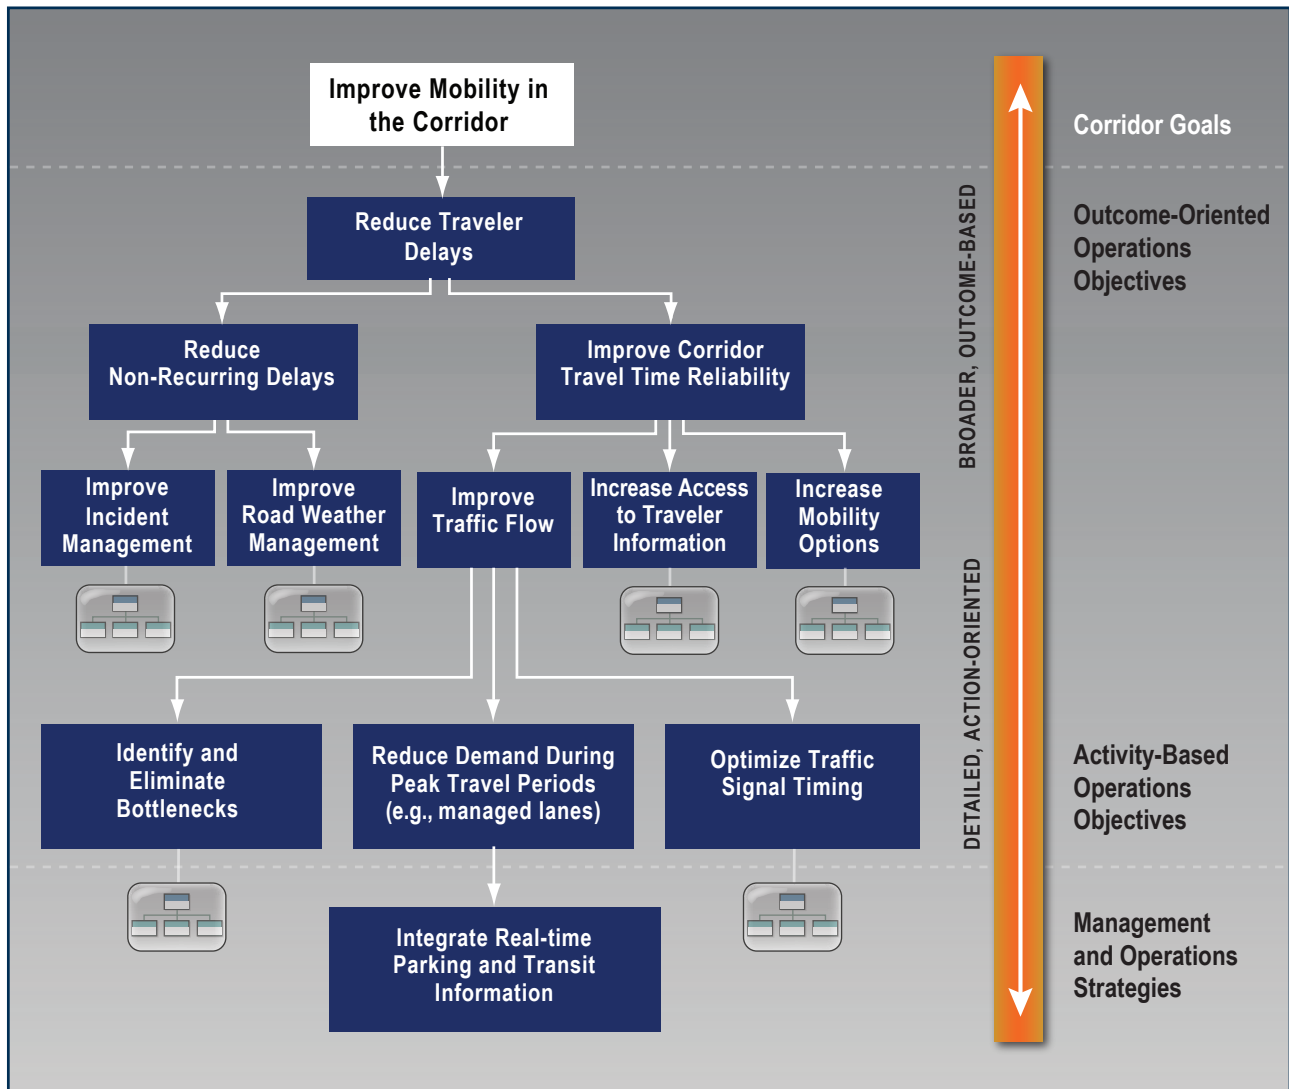 Improve Mobility in
the Corridor
Corridor Goals
Reduce Traveler
Delays
Outcome-Oriented
Operations
Objectives
Reduce
Non-Recurring Delays
Improve Corridor
Travel Time Reliability
BROADER, OUTCOME-BASED
Improve
Incident
Management
Improve
Road Weather
Management
Improve
Traffic Flow
Increase Access
to Traveler
Information
Increase
Mobility
Options
DETAILED, ACTION-ORIENTED
Identify and
Eliminate
Bottlenecks
Reduce Demand During
Peak Travel Periods
(e.g., managed lanes)
Optimize Traffic
Signal Timing
Activity-Based
Operations
Objectives
Integrate Real-time
Parking and Transit
Information
Management
and Operations
Strategies